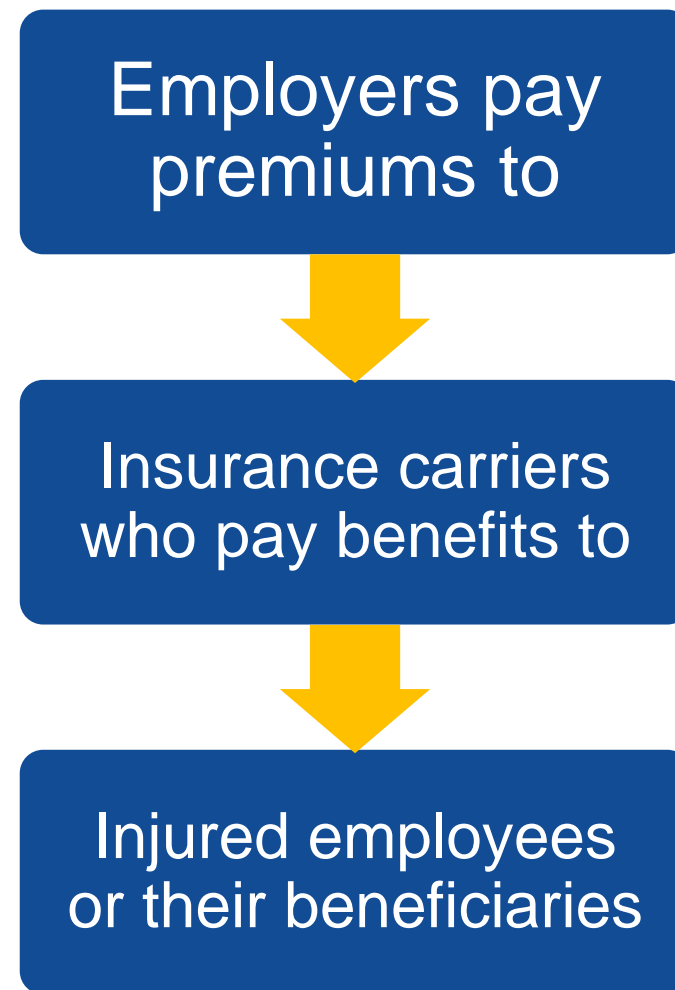 Employers pay
premiums to
Insurance carriers
who pay benefits to
Injured employees
or their beneficiaries